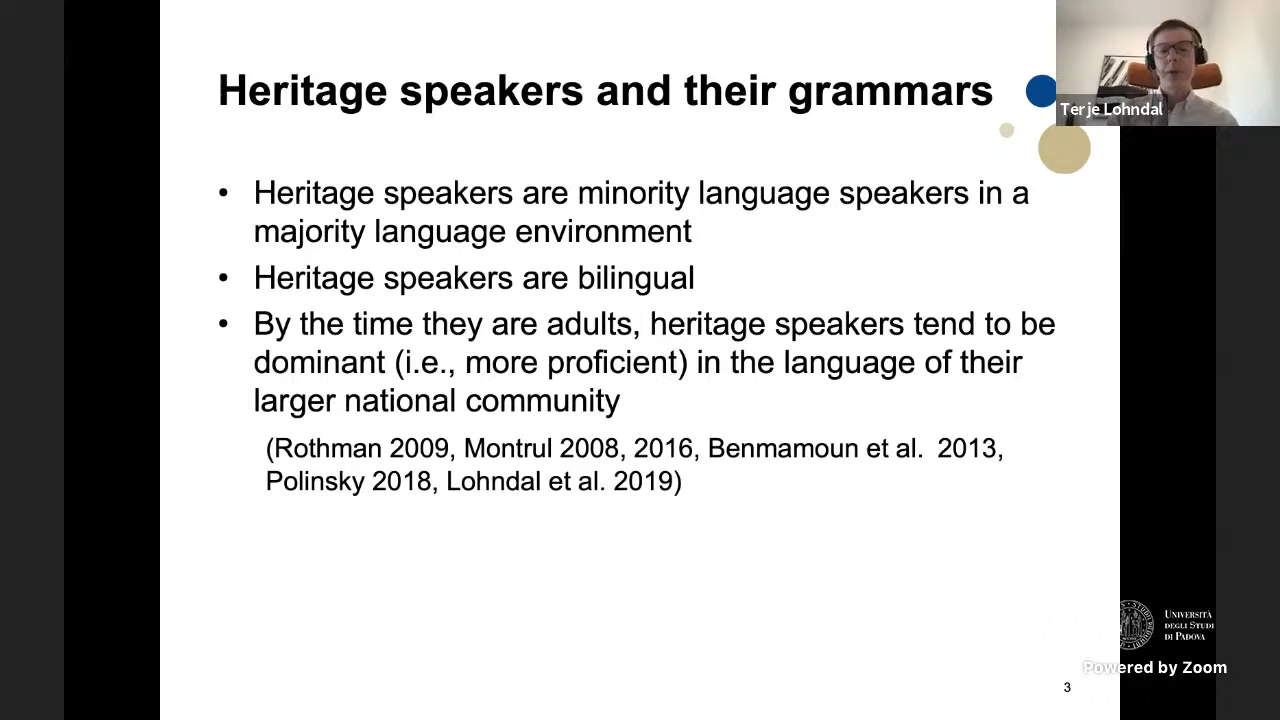 Heritage speakers and their grammars
Terje Lohndal
• Heritage speakers are minority language speakers in a
majority language environment
• Heritage speakers are bilingual
• By the time they are adults, heritage speakers tend to be
dominant (i.e., more proficient) in the language of their
larger national community
(Rothman 2009, Montrul 2008, 2016, Benmamoun et al.  2013,
Polinsky 2018, Lohndal et al. 2019)
UNIVERSITÀ
DEGLI STUDI
DI PADOVA
Powered by Zoom
3